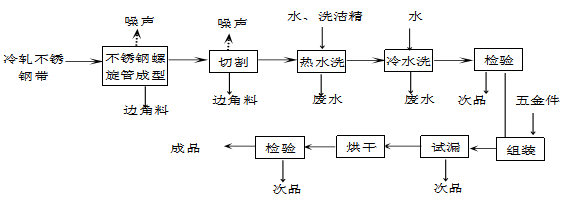 噪声
噪声
水、洗洁精
水
冷轧不锈
钢带
不锈钢螺
旋管成型
切割
热水洗
冷水洗
检验
边角料
边角料
废水
废水
次品
五金件
成品
检验
烘干
试漏
组装
次品
次品